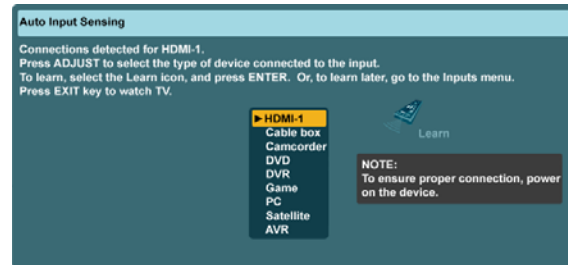 Auto Input Sensing
Connections detected for HDMI-1.
Press ADJUST to select the type of device connected to the input.
To learn, select the Learn icon, and press ENTER. Or, to learn later, go to the Inputs menu.
Press EXIT key to watch TV.
►HDMI-1
Cable box
Camcorder
DVD
DVR
Game
PC
Satellite
AVR
Learn
NOTE:
To ensure proper connection, power
on the device.